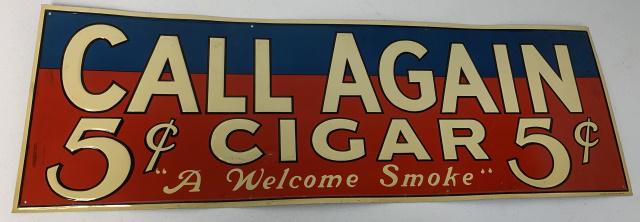 CALL AGAIN
5¢ CIGAR 5¢
"A Welcome Smoke"